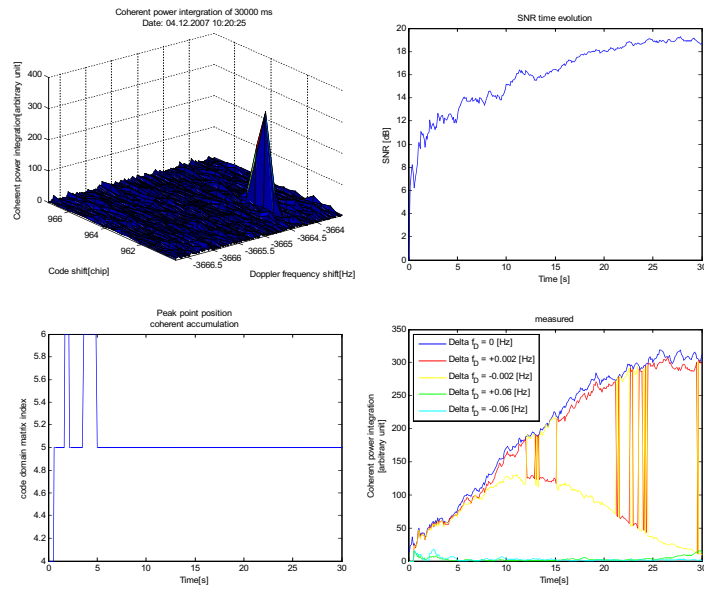 Coherent power intergration of 30000 ms
Date: 04.12.2007 10:20:25
Coherent power integration[arbitrary unit]
400
300
200
100
0
966
964
962
Code shift[chip]
-3666.5
-3666
-3665.5
-3665
-3664.5
-3664
Doppler frequency shift[Hz]
SNR time evolution
SNR [dB]
20
18
16
14
12
10
8
6
4
2
0
0 5 10 15 20 25 30
Time [s]
Peak point position
coherent accumulation
code domain matitx index
6
5.8
5.6
5.4
5.2
5
4.8
4.6
4.4
4.2
4
0 5 10 15 20 25 30
Time[s]
measured
Coherent power integration
[arbitrary unit]
350
300
250
200
150
100
50
0
Delta f_D = 0 [Hz]
Delta f_D = +0.002 [Hz]
Delta f_D = -0.002 [Hz]
Delta f_D = +0.06 [Hz]
Delta f_D = -0.06 [Hz]
0 5 10 15 20 25 30
Time[s]